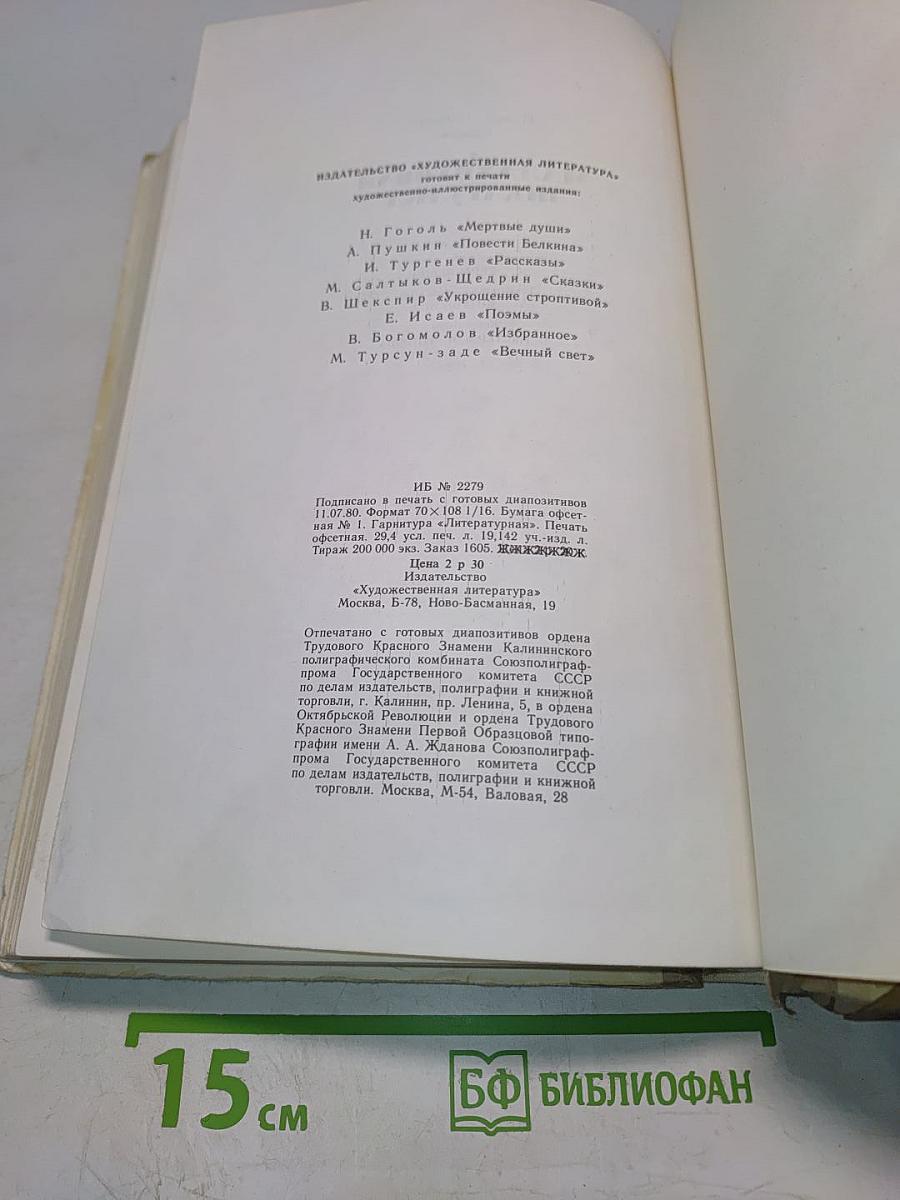 ИЗДАТЕЛЬСТВО «ХУДОЖЕСТВЕННАЯ ЛИТЕРАТУРА»
готовит к печати
художественно-иллюстрированные издания:
Н. Гоголь «Мертвые души»
А. Пушкин «Повести Белкина»
И. Тургенев «Рассказы»
М. Салтыков-Щедрин «Сказки»
В. Шекспир «Укрощение строптивой»
Е. Исаев «Поэмы»
В. Богомолов «Избранное»
М. Турсун-заде «Вечный свет»
ИБ № 2279
Подписано в печать с готовых диапозитивов
11.07.80. Формат 70×108 1/16. Бумага офсет-
ная № 1. Гарнитура «Литературная». Печать
офсетная. 29,4 усл. печ. л. 19,142 уч.-изд. л.
Тираж 200 000 экз. Заказ 1605.
Цена 2 р 30
Издательство
«Художественная литература»
Москва, Б-78, Ново-Басманная, 19
Отпечатано с готовых диапозитивов ордена
Трудового Красного Знамени Калининского
полиграфического комбината Союзполиграф-
прома Государственного комитета СССР
по делам издательств, полиграфии и книжной
торговли, г. Калинин, пр. Ленина, 5, в ордена
Октябрьской Революции и ордена Трудового
Красного Знамени Первой Образцовой типо-
графии имени А. А. Жданова Союзполиграф-
прома Государственного комитета СССР
по делам издательств, полиграфии и книжной
торговли. Москва, М-54, Валовая, 28
15 см
БФ БИБЛИОФАН